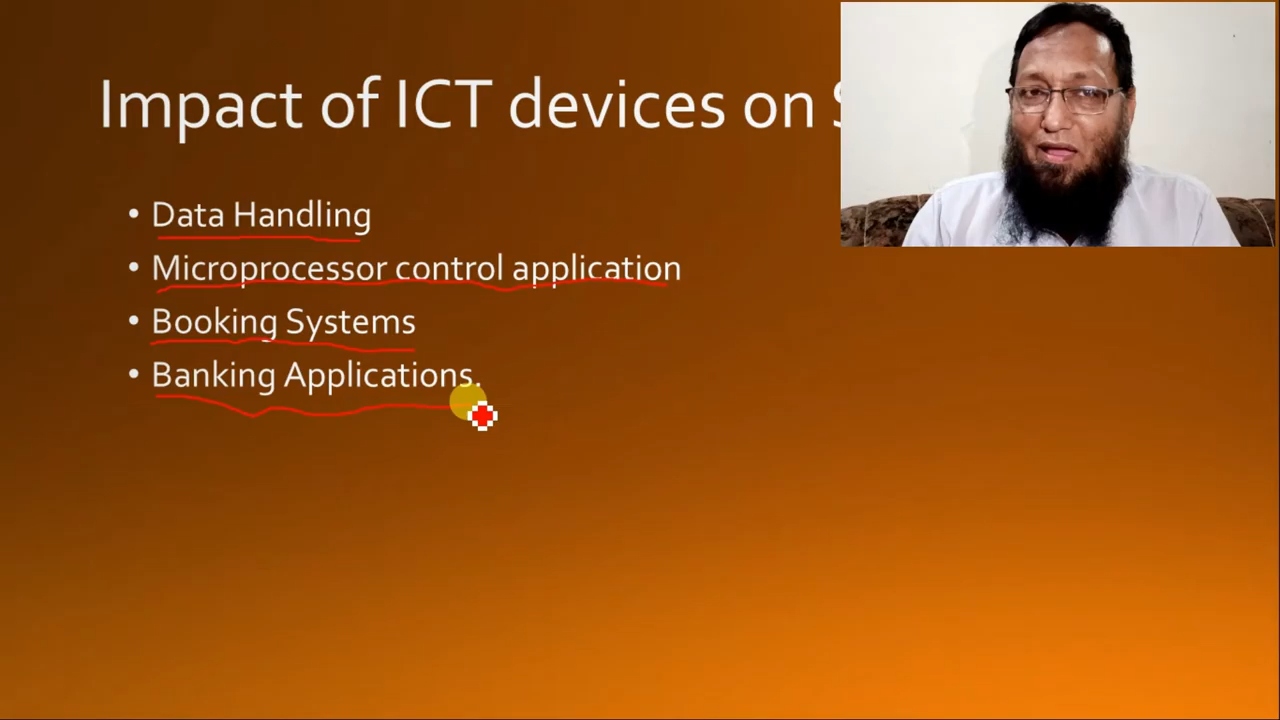 Impact of ICT devices on
• Data Handling
• Microprocessor control application
• Booking Systems
• Banking Applications.